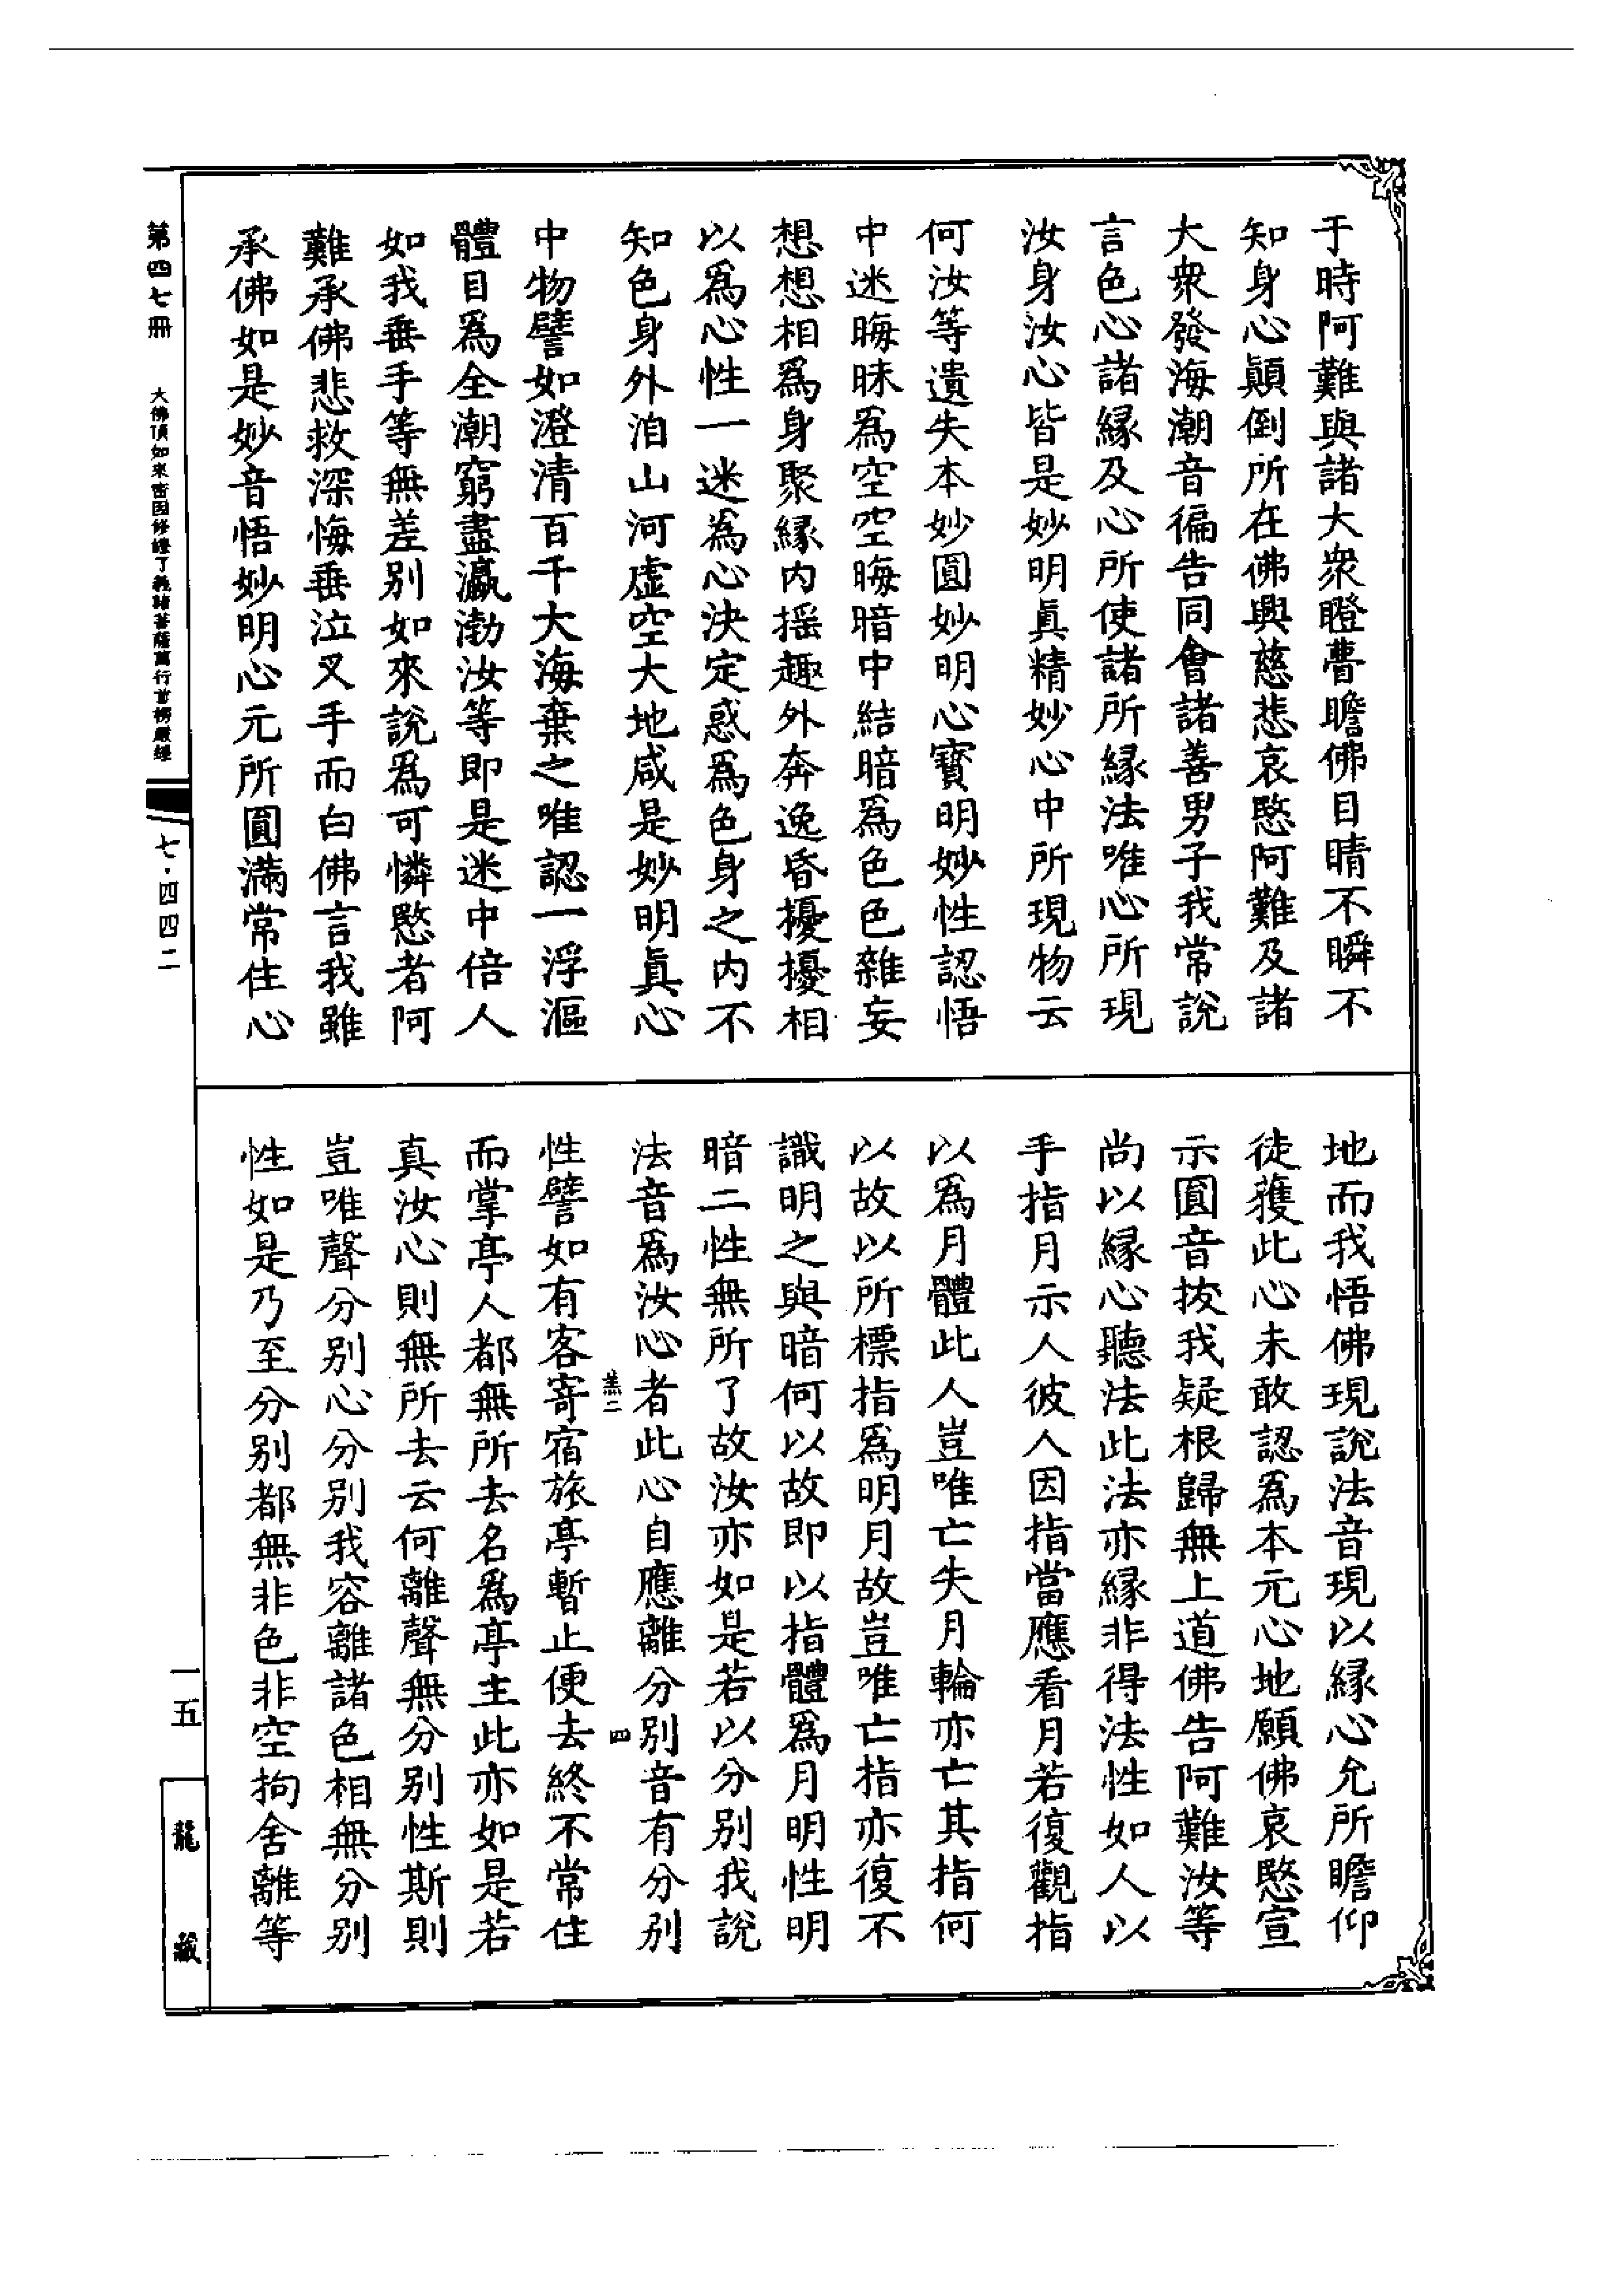 于時阿難與諸大衆瞪瞢瞻佛目睛不瞬不
知身心顛倒所在佛興慈悲哀愍阿難及諸
大衆發海潮音徧告同會諸善男子我常說
言色心諸緣及心所使諸所緣法唯心所現
汝身汝心皆是妙明眞精妙心中所現物云
何汝等遺失本妙圓妙明心寶明妙性認悟
中迷晦昧爲空空晦暗中結暗爲色色雜妄
想想相爲身聚緣内揺趣外奔逸昏擾擾相
以爲心性一迷爲心決定惑爲色身之内不
知色身外洎山河虚空大地咸是妙明眞心
中物譬如澄清百千大海棄之唯認一浮漚
體目爲全潮窮盡瀛渤汝等即是迷中倍人
如我垂手等無差别如來說爲可憐愍者阿
難承佛悲救深悔垂泣叉手而白佛言我雖
承佛如是妙音悟妙明心元所圓滿常住心
地而我悟佛現說法音現以緣心允所瞻仰
徒獲此心未敢認爲本元心地願佛哀愍宣
示圓音拔我疑根歸無上道佛告阿難汝等
尚以緣心聽法此法亦緣非得法性如人以
手指月示人彼人因指當應看月若復觀指
以爲月體此人豈唯亡失月輪亦亡其指何
以故以所標指爲明月故豈唯亡指亦復不
識明之與暗何以故即以指體爲月明性明
暗二性無所了故汝亦如是若以分别我說
法音爲汝心者此心自應離分别音有分别
羔二
四
性譬如有客寄宿旅亭暫止便去終不常住
而掌亭人都無所去名爲亭主此亦如是若
真汝心則無所去云何離聲無分别性斯則
豈唯聲分别心分别我容離諸色相無分别
性如是乃至分别都無非色非空拘舍離等
第四七冊
大佛頂如來密因修證了義諸菩薩萬行首楞嚴經
七·四四二
一五
龍藏